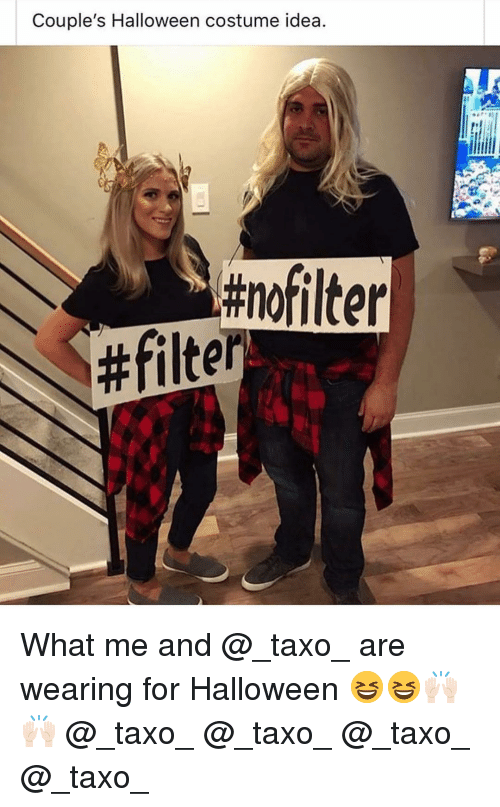 Couple's Halloween costume idea.
#nofilter
#filter
What me and @_taxo_ are
wearing for Halloween 😆😆🙌🏻
🙌🏻 @_taxo_ @_taxo_ @_taxo_
@_taxo_